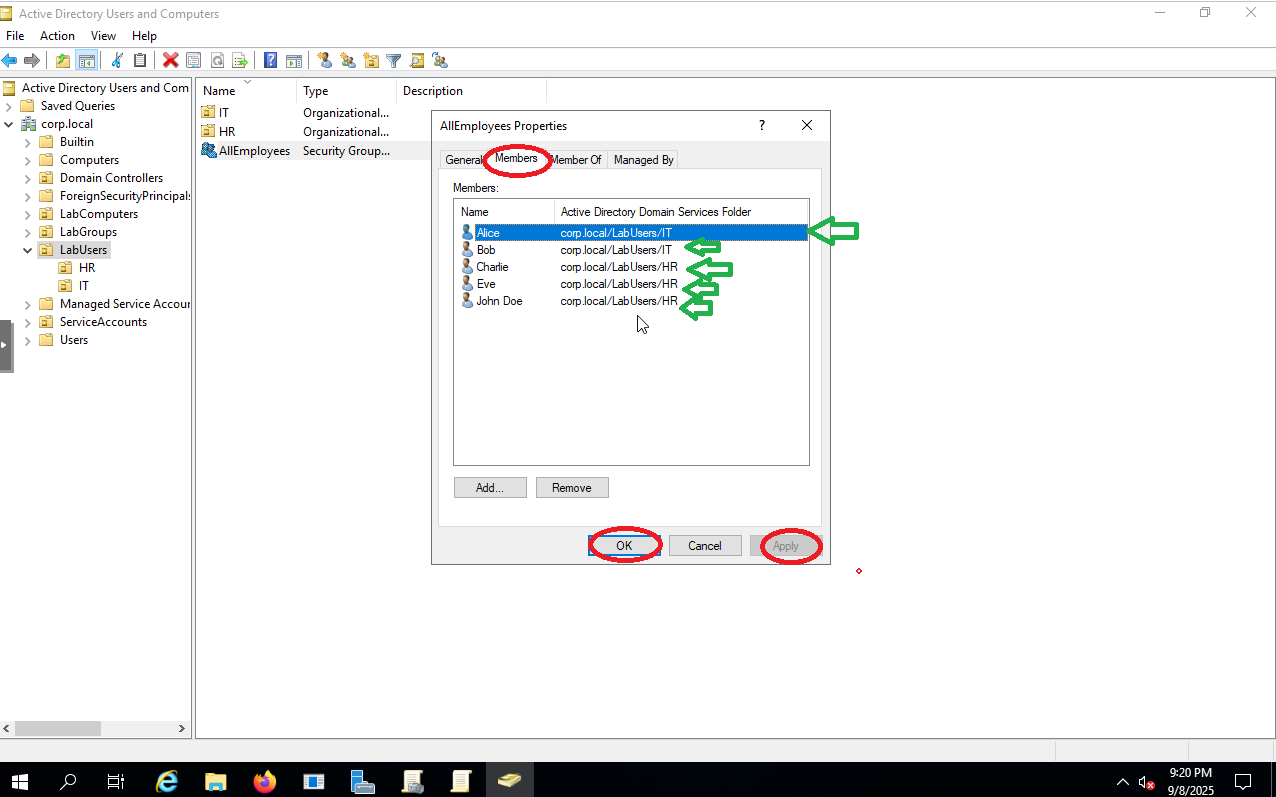 Active Directory Users and Computers
File Action View Help
Active Directory Users and Com
Saved Queries
corp.local
Builtin
Computers
Domain Controllers
ForeignSecurityPrincipals
LabComputers
LabGroups
LabUsers
HR
IT
Managed Service Accour
ServiceAccounts
Users
Name Type Description
IT Organizational...
HR Organizational...
AllEmployees Security Group...
AllEmployees Properties ?
General Members Member Of Managed By
Members:
Name Active Directory Domain Services Folder
Alice corp.local/LabUsers/IT
Bob corp.local/LabUsers/IT
Charlie corp.local/LabUsers/HR
Eve corp.local/LabUsers/HR
John Doe corp.local/LabUsers/HR
Add... Remove
OK Cancel Apply
9:20 PM
9/8/2025